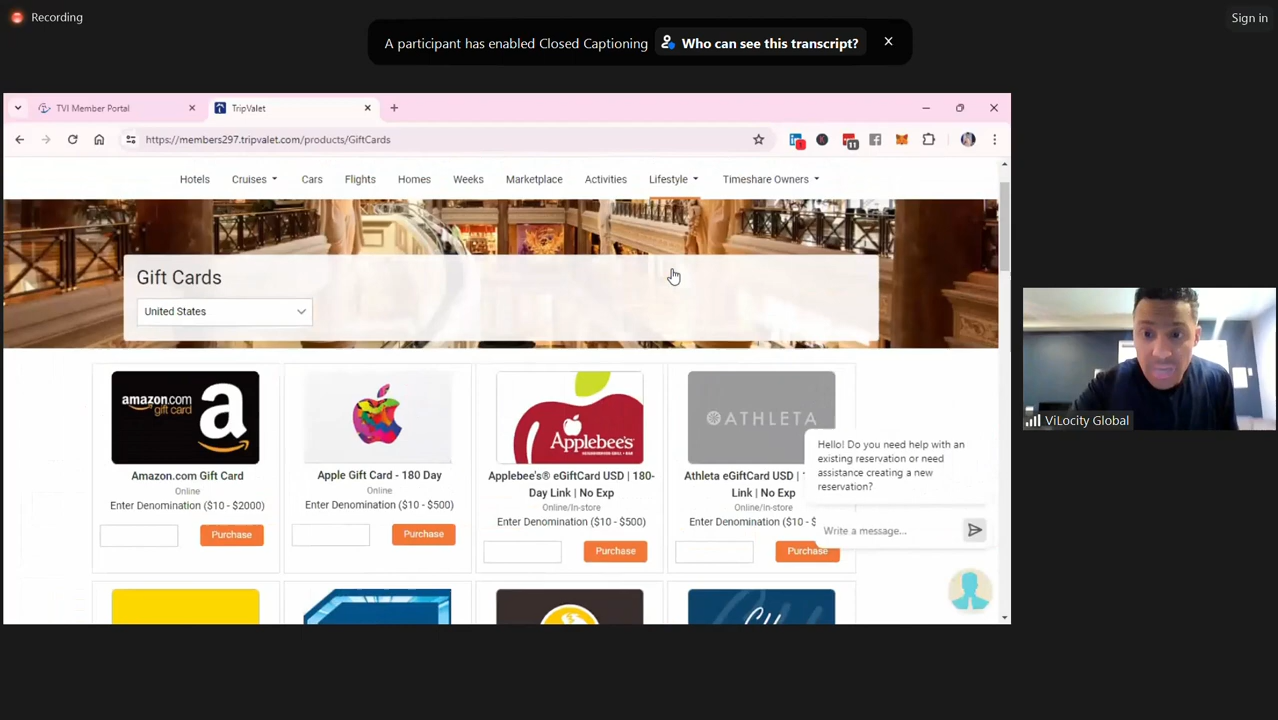 Recording
Sign in
A participant has enabled Closed Captioning
Who can see this transcript?
TVI Member Portal
TripValet
https://members297.tripvalet.com/products/GiftCards
1
11
Hotels
Cruises
Cars
Flights
Homes
Weeks
Marketplace
Activities
Lifestyle
Timeshare Owners
Gift Cards
United States
amazon.com
gift card
a
Amazon.com Gift Card
Online
Enter Denomination ($10 - $2000)
Purchase
Apple Gift Card - 180 Day
Online
Enter Denomination ($10 - $500)
Purchase
Applebee's
Applebee's® eGiftCard USD | 180-
Day Link | No Exp
Online/In-store
Enter Denomination ($10 - $500)
Purchase
ATHLETA
Athleta eGiftCard USD |
Link | No Exp
Online/In-store
Enter Denomination ($10 - $
Purchase
Hello! Do you need help with an
existing reservation or need
assistance creating a new
reservation?
Write a message...
ViLocity Global